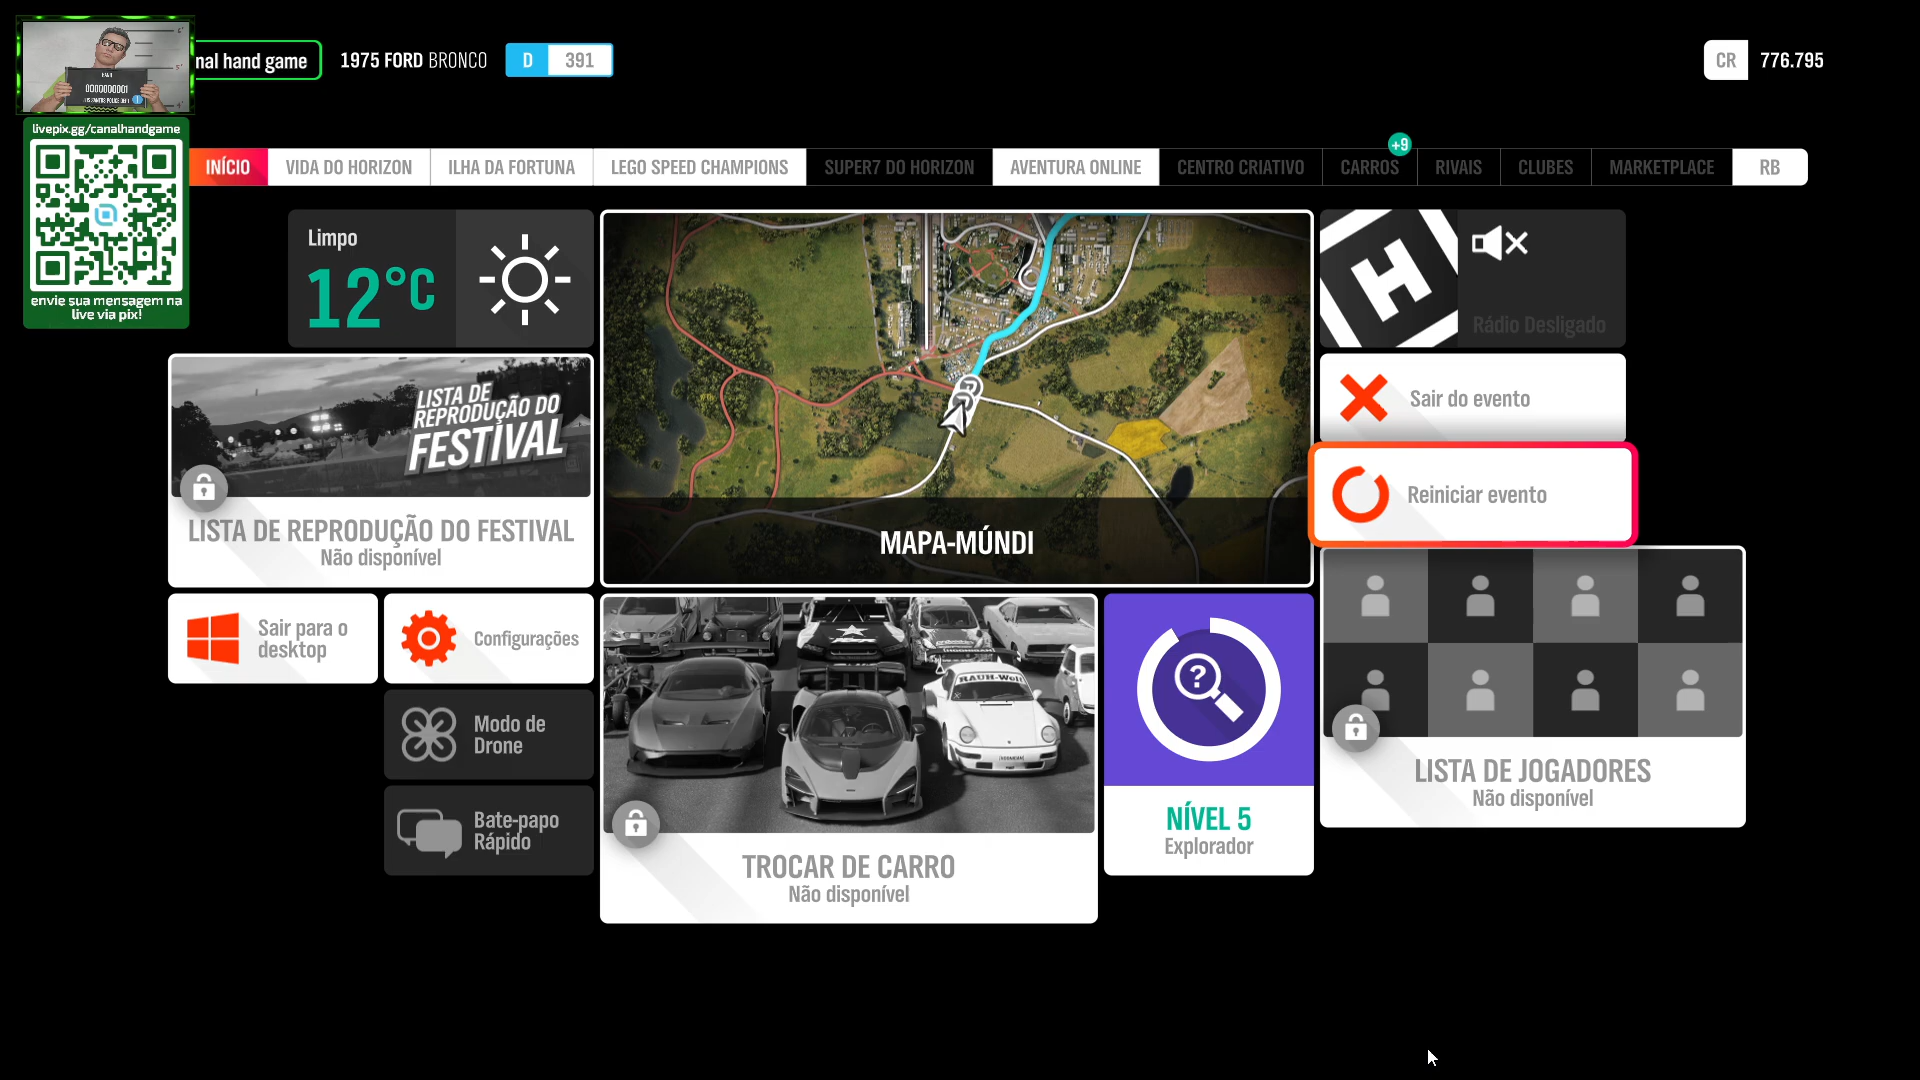 nal hand game
1975 FORD BRONCO
D 391
CR 776.795
livepix.gg/canalhandgame
envie sua mensagem na
live via pix!
INÍCIO
VIDA DO HORIZON
ILHA DA FORTUNA
LEGO SPEED CHAMPIONS
SUPER7 DO HORIZON
AVENTURA ONLINE
CENTRO CRIATIVO
CARROS
+9
RIVAIS
CLUBES
MARKETPLACE
RB
Limpo
12°C
LISTA DE
REPRODUÇÃO DO
FESTIVAL
LISTA DE REPRODUÇÃO DO FESTIVAL
Não disponível
Sair para o
desktop
Configurações
Modo de
Drone
Bate-papo
Rápido
MAPA-MÚNDI
RAUH-Welt
HOONIGAN
TROCAR DE CARRO
Não disponível
NÍVEL 5
Explorador
H
Rádio Desligado
Sair do evento
Reiniciar evento
LISTA DE JOGADORES
Não disponível